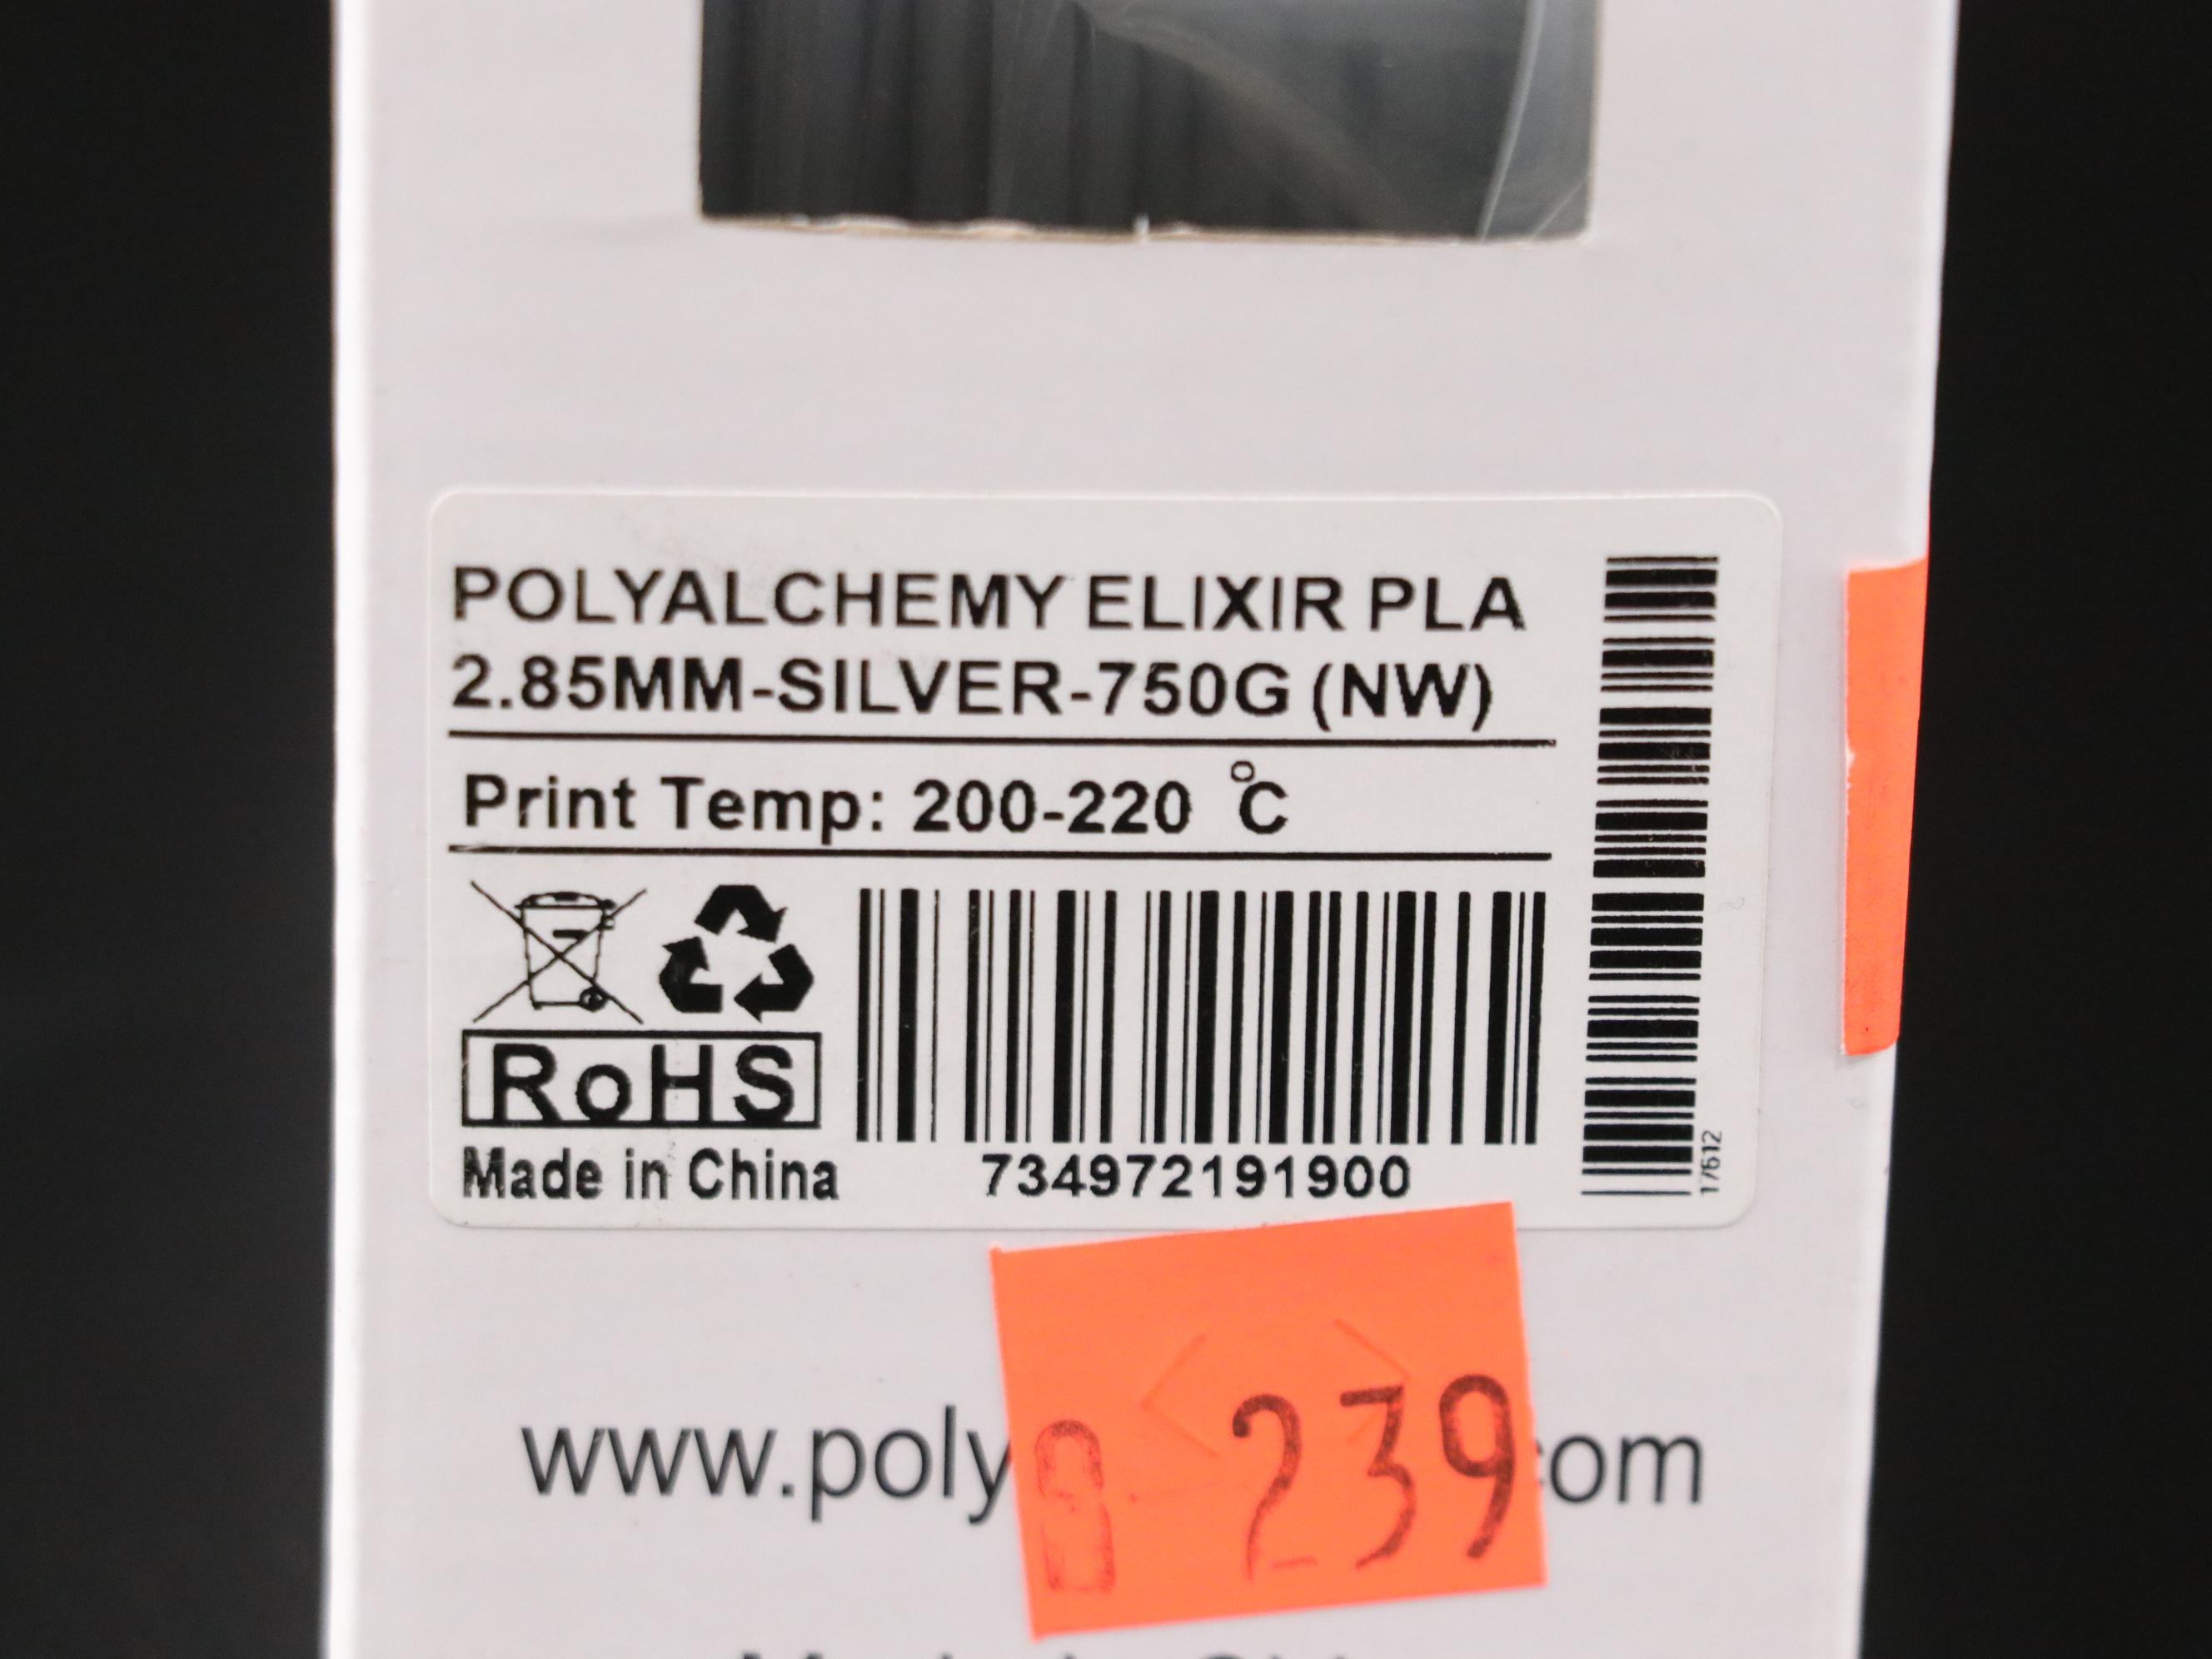 POLYALCHEMY ELIXIR PLA
2.85MM-SILVER-750G (NW)
Print Temp: 200-220 °C
RoHS
Made in China
734972191900
17612
www.poly
com
239